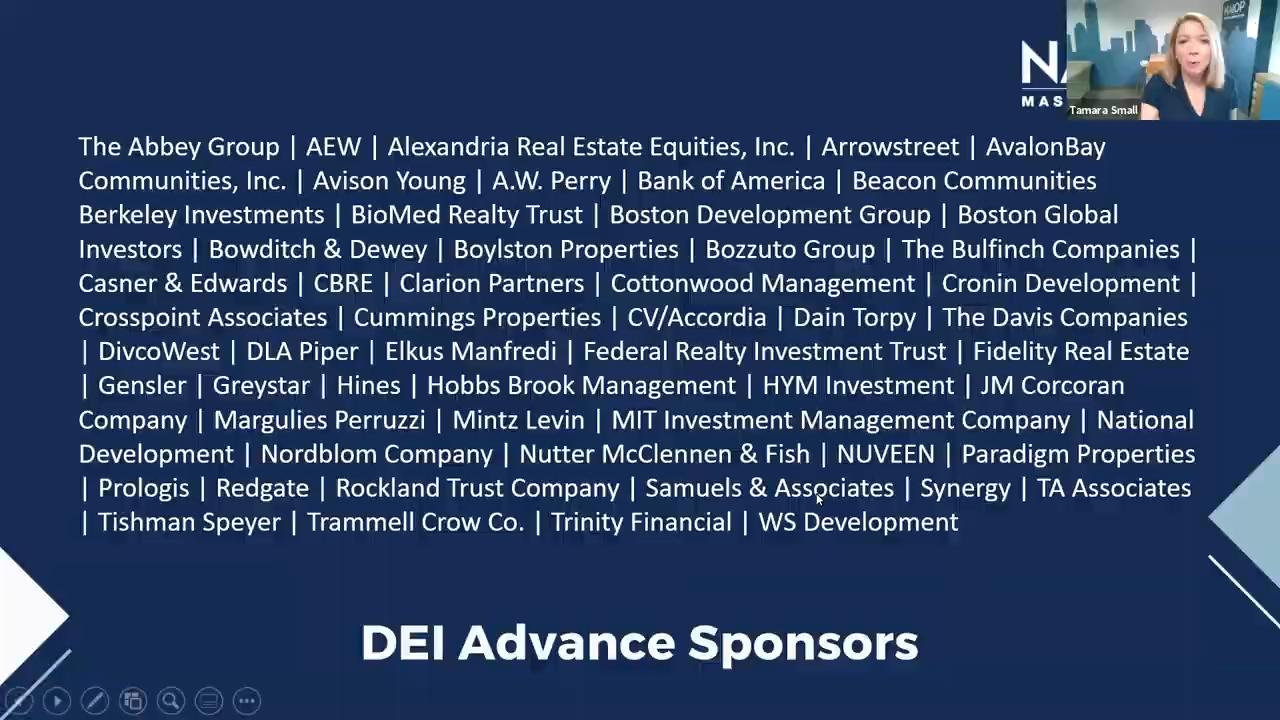 NAIOP
NA
MAS
Tamara Small
The Abbey Group | AEW | Alexandria Real Estate Equities, Inc. | Arrowstreet | AvalonBay
Communities, Inc. | Avison Young | A.W. Perry | Bank of America | Beacon Communities
Berkeley Investments | BioMed Realty Trust | Boston Development Group | Boston Global
Investors | Bowditch & Dewey | Boylston Properties | Bozzuto Group | The Bulfinch Companies |
Casner & Edwards | CBRE | Clarion Partners | Cottonwood Management | Cronin Development |
Crosspoint Associates | Cummings Properties | CV/Accordia | Dain Torpy | The Davis Companies
| DivcoWest | DLA Piper | Elkus Manfredi | Federal Realty Investment Trust | Fidelity Real Estate
| Gensler | Greystar | Hines | Hobbs Brook Management | HYM Investment | JM Corcoran
Company | Margulies Perruzzi | Mintz Levin | MIT Investment Management Company | National
Development | Nordblom Company | Nutter McClennen & Fish | NUVEEN | Paradigm Properties
| Prologis | Redgate | Rockland Trust Company | Samuels & Associates | Synergy | TA Associates
| Tishman Speyer | Trammell Crow Co. | Trinity Financial | WS Development
DEI Advance Sponsors